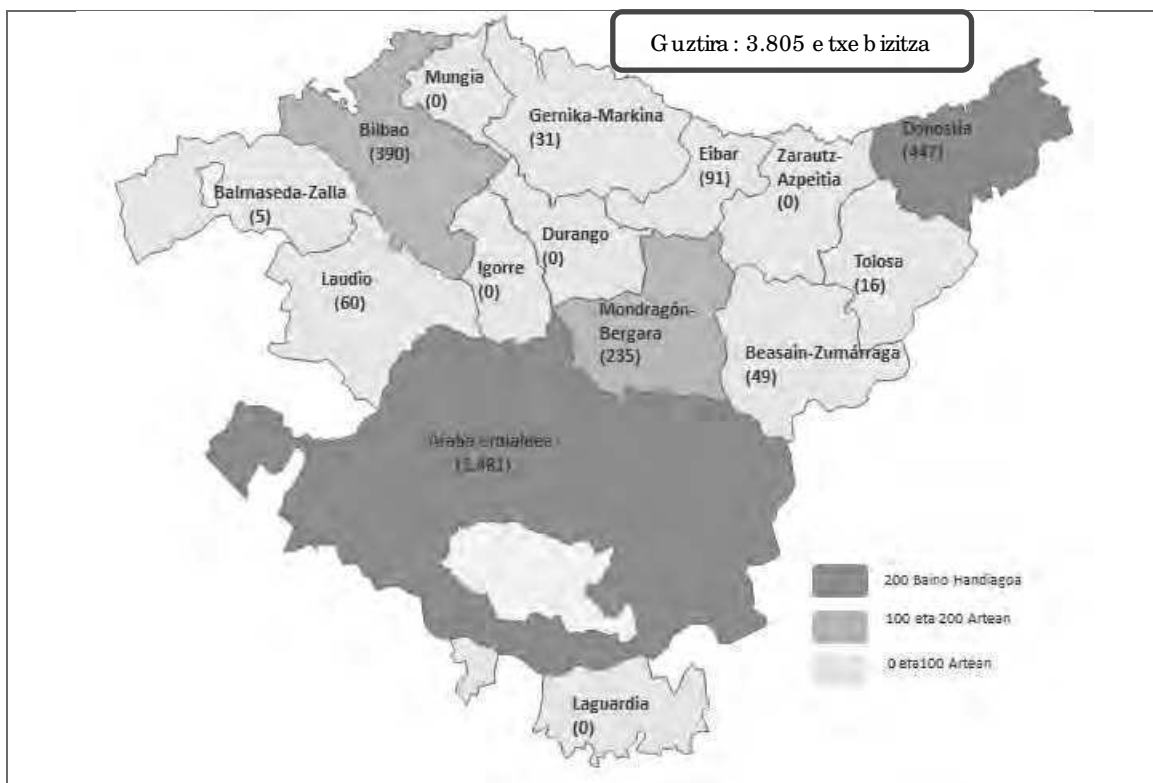 Guztira: 3.805 etxebizitza
Mungia
(0)
Gernika-Markina
(31)
Bilbao
(390)
Eibar
(91)
Zarautz-
Azpeitia
(0)
Donostia
(447)
Balmaseda-Zalla
(5)
Durango
(0)
Igorre
(0)
Laudio
(60)
Tolosa
(16)
Mondragón-
Bergara
(235)
Beasain-Zumárraga
(49)
Araba erdialdea
(2.481)
Laguardia
(0)
200 Baino Handiagoa
100 eta 200 Artean
0 eta100 Artean